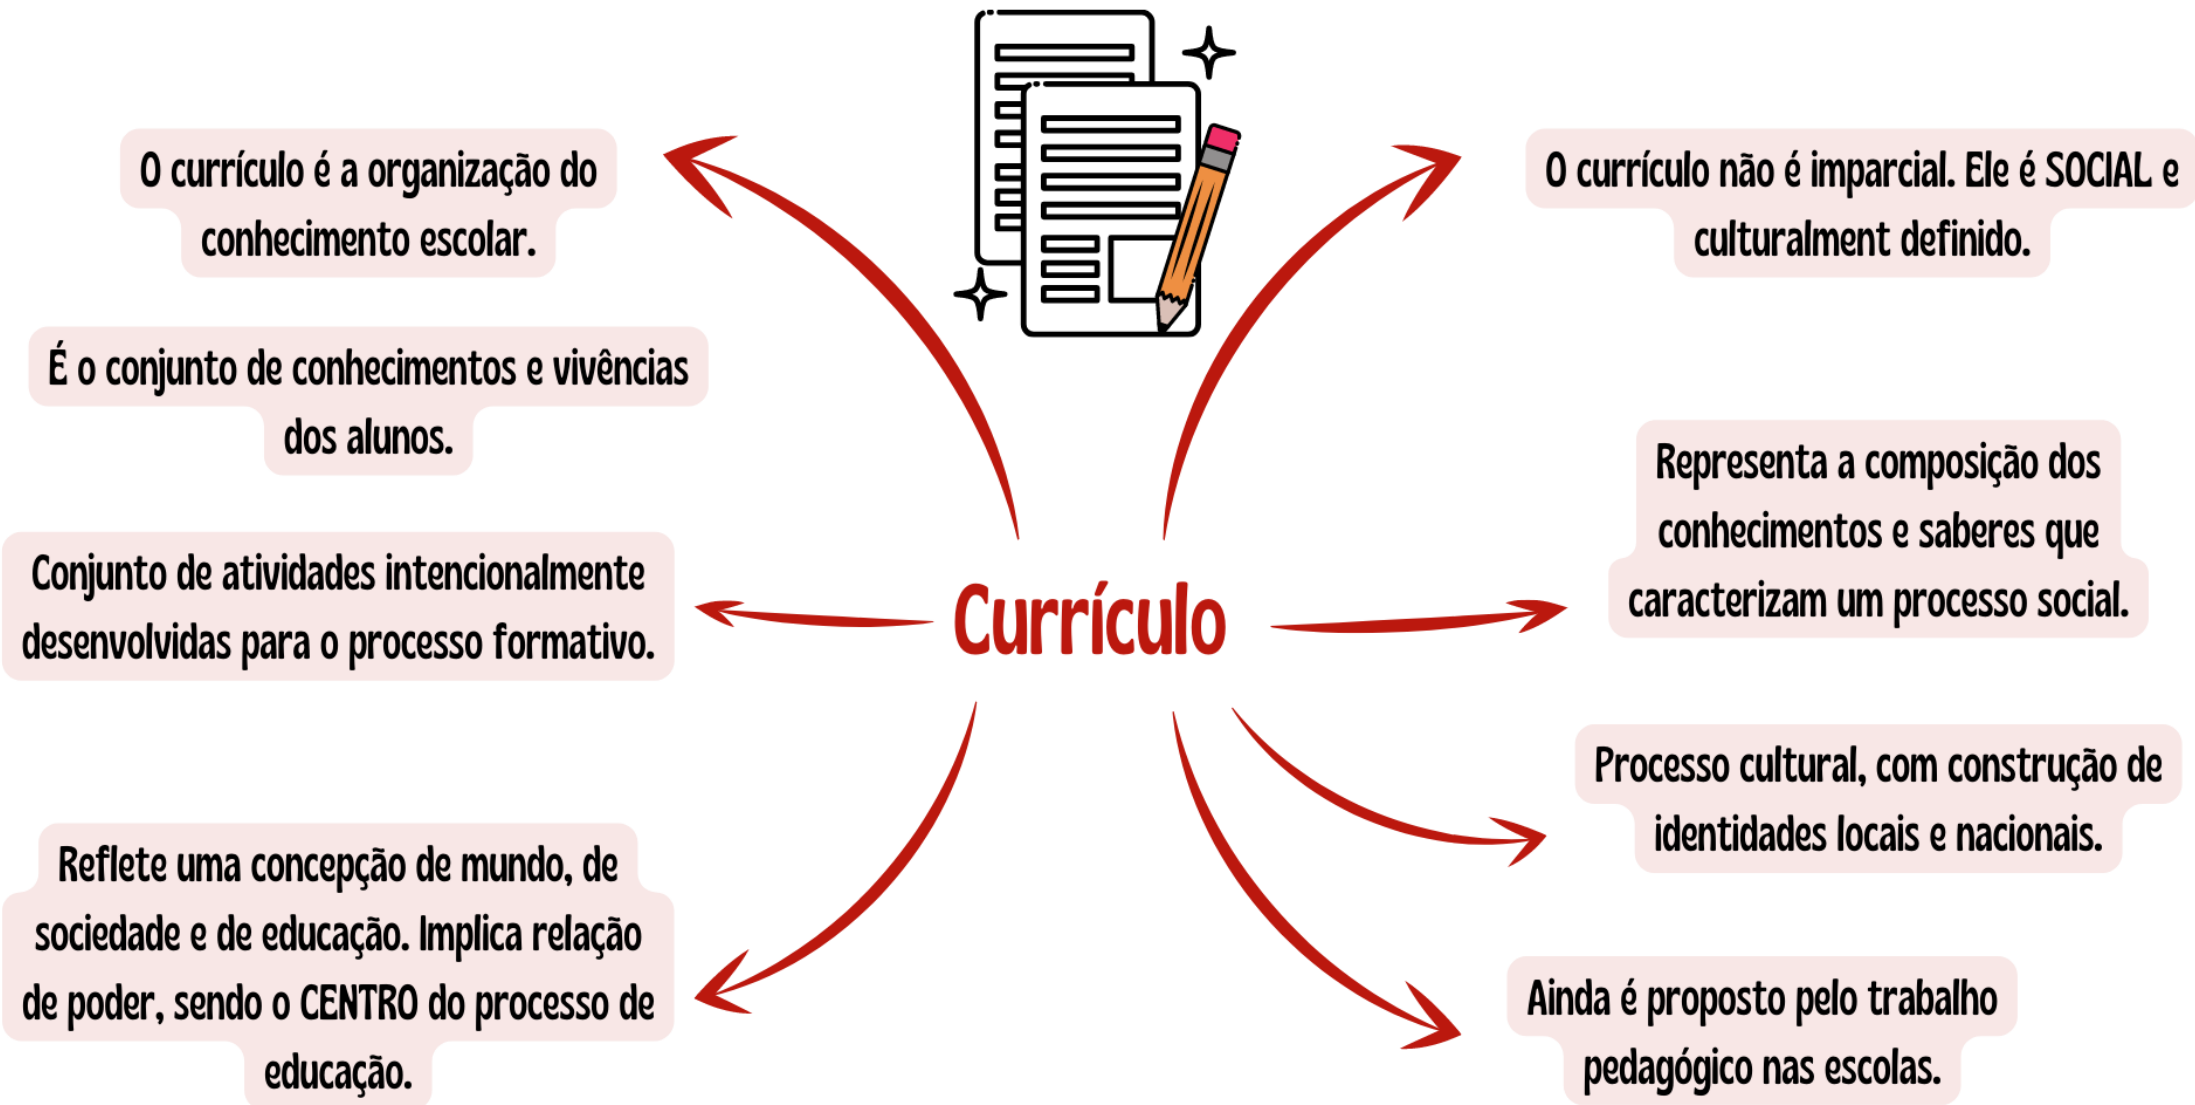 O currículo é a organização do
conhecimento escolar.
É o conjunto de conhecimentos e vivências
dos alunos.
Conjunto de atividades intencionalmente
desenvolvidas para o processo formativo.
Reflete uma concepção de mundo, de
sociedade e de educação. Implica relação
de poder, sendo o CENTRO do processo de
educação.
Currículo
O currículo não é imparcial. Ele é SOCIAL e
culturalment definido.
Representa a composição dos
conhecimentos e saberes que
caracterizam um processo social.
Processo cultural, com construção de
identidades locais e nacionais.
Ainda é proposto pelo trabalho
pedagógico nas escolas.